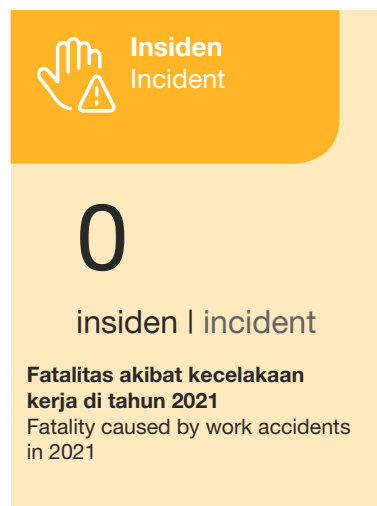 Insiden
Incident
0
insiden | incident
Fatalitas akibat kecelakaan
kerja di tahun 2021
Fatality caused by work accidents
in 2021